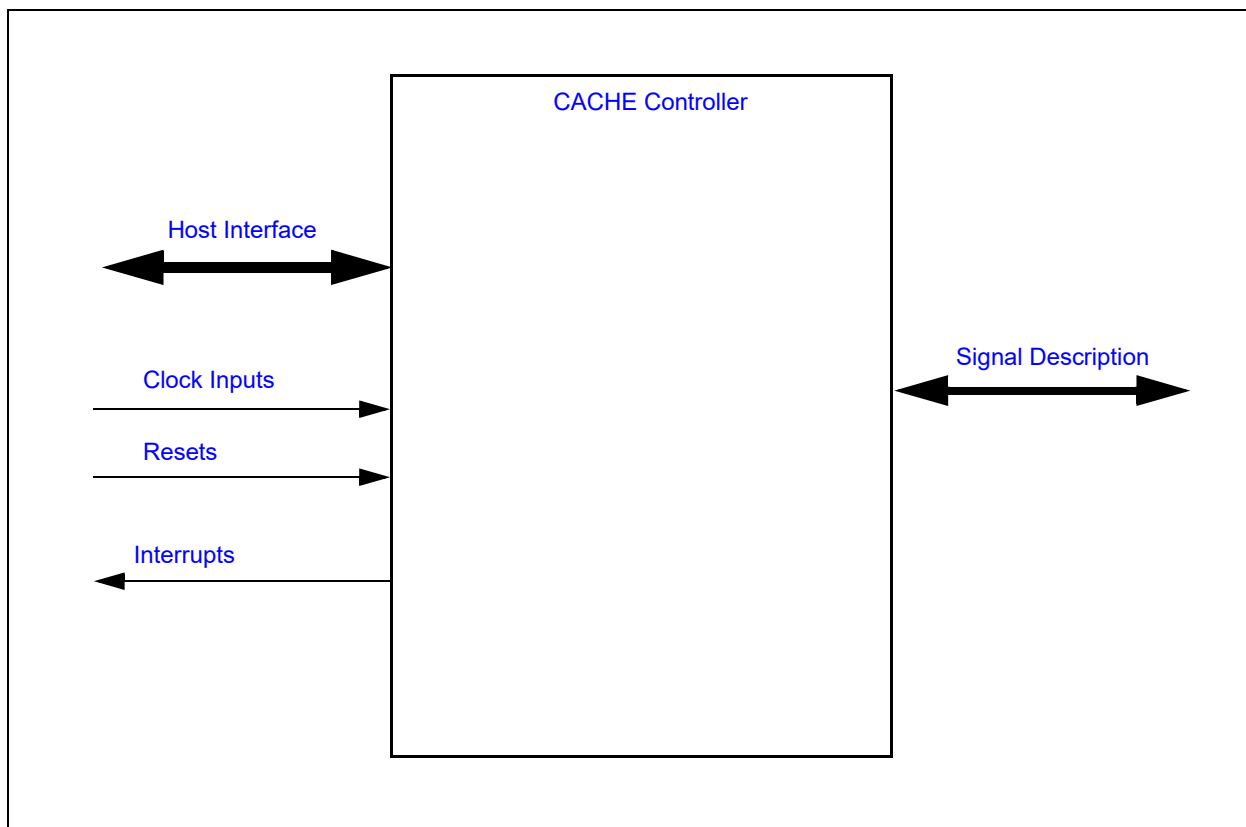 CACHE Controller
Host Interface
Signal Description
Clock Inputs
Resets
Interrupts